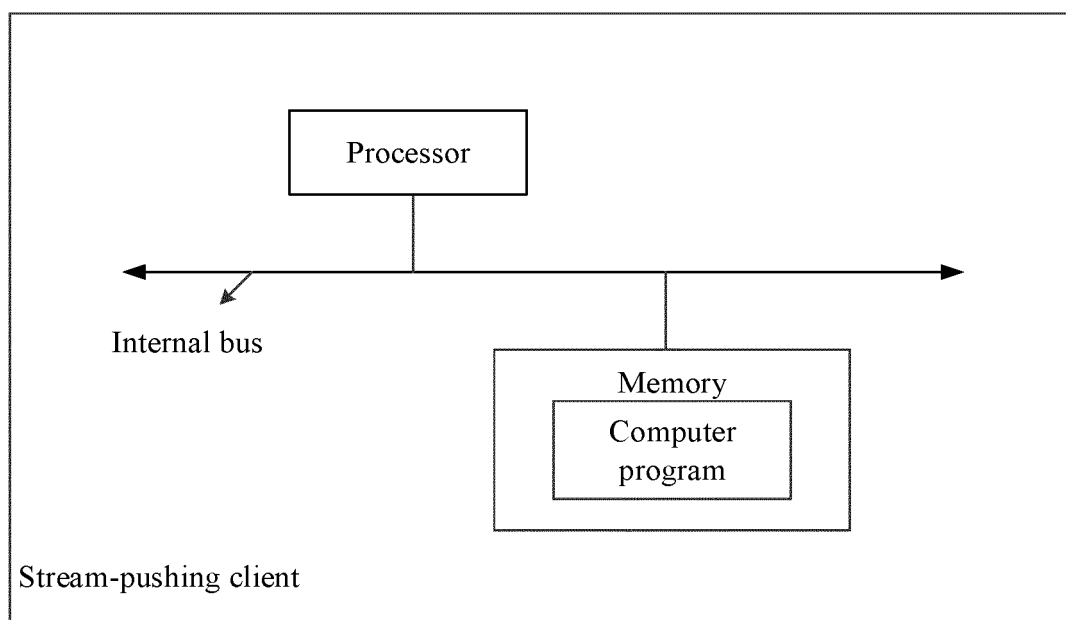 Processor
Internal bus
Memory
Computer
program
Stream-pushing client